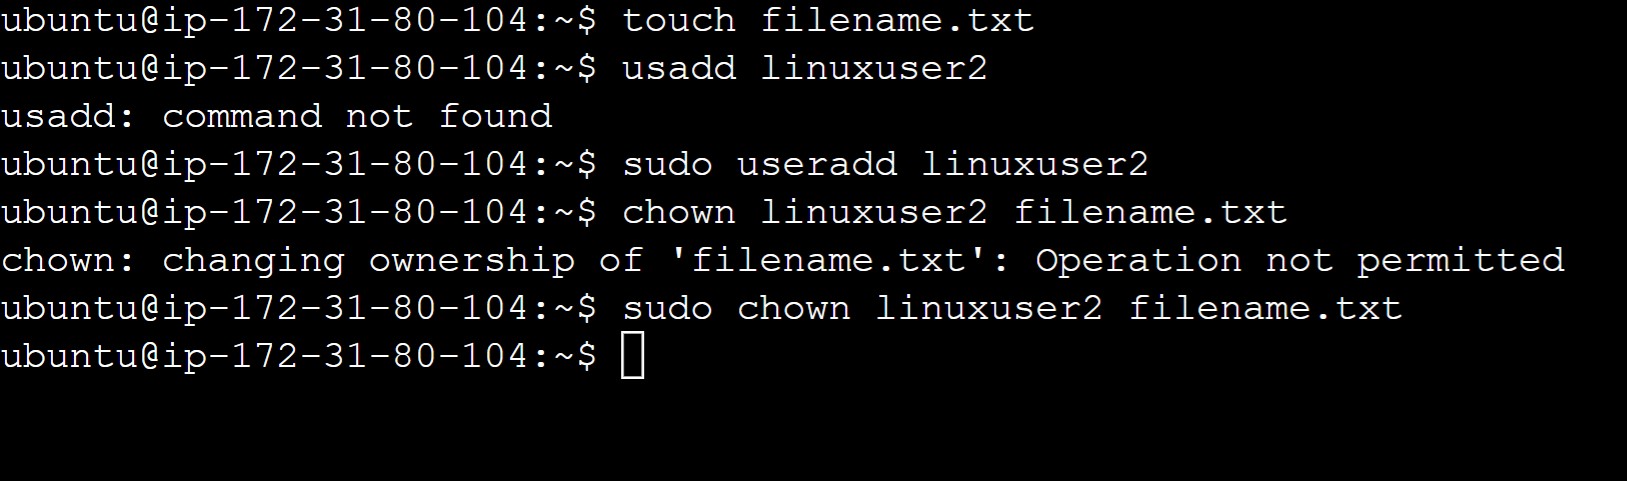 ubuntu@ip-172-31-80-104:~$ touch filename.txt
ubuntu@ip-172-31-80-104:~$ usadd linuxuser2
usadd: command not found
ubuntu@ip-172-31-80-104:~$ sudo useradd linuxuser2
ubuntu@ip-172-31-80-104:~$ chown linuxuser2 filename.txt
chown: changing ownership of 'filename.txt': Operation not permitted
ubuntu@ip-172-31-80-104:~$ sudo chown linuxuser2 filename.txt
ubuntu@ip-172-31-80-104:~$